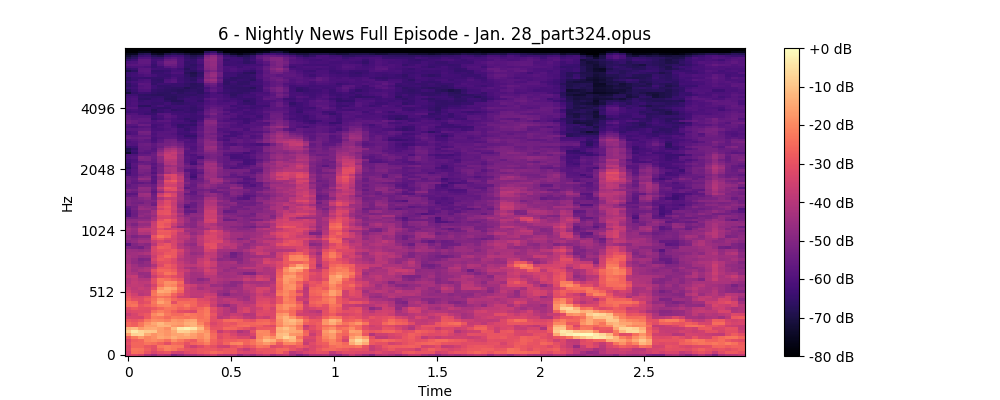 6 - Nightly News Full Episode - Jan. 28_part324.opus
Hz
4096
2048
1024
512
0
0
0.5
1
1.5
2
2.5
Time
+0 dB
-10 dB
-20 dB
-30 dB
-40 dB
-50 dB
-60 dB
-70 dB
-80 dB